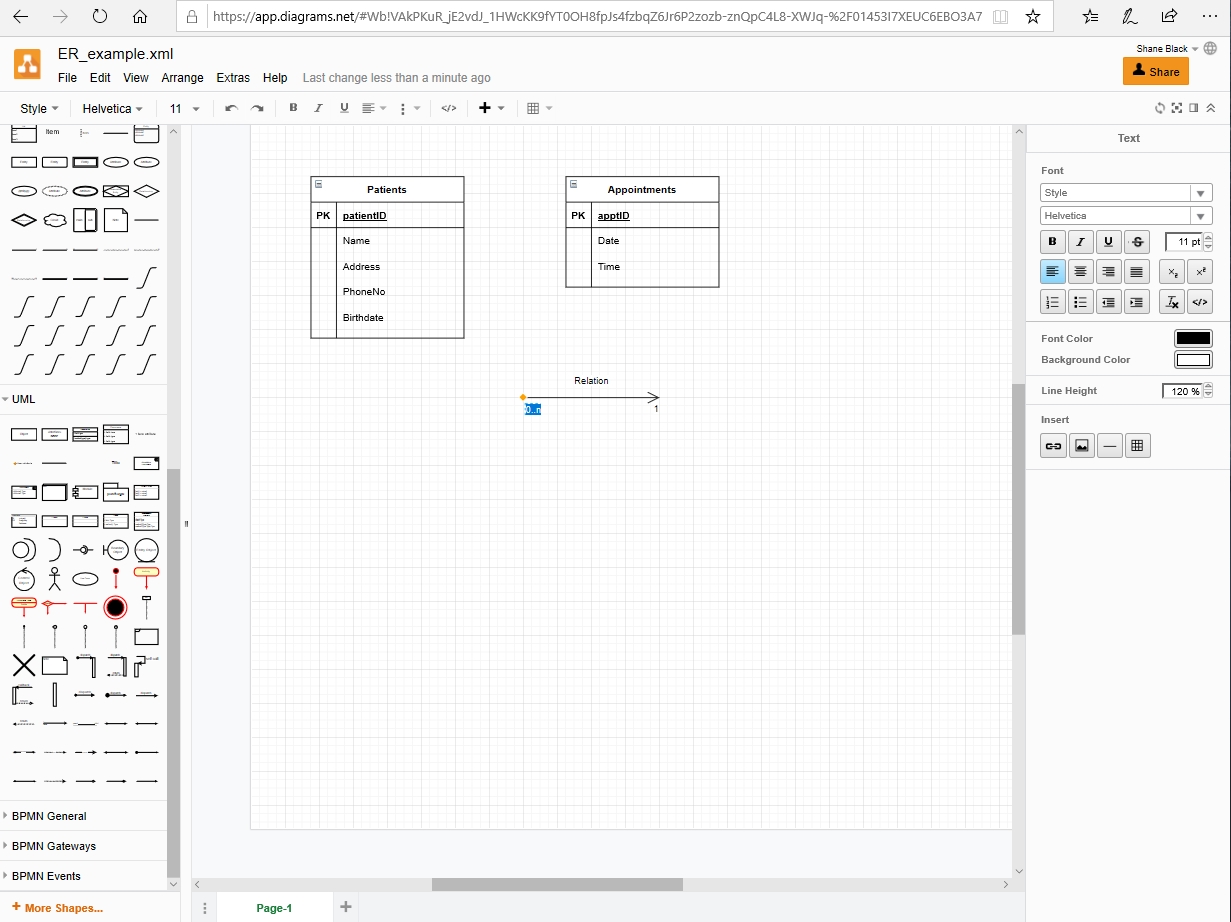 https://app.diagrams.net/#Wb!VAkPKuR_jE2vdJ_1HWcKK9fYT0OH8fpJs4fzbqZ6Jr6P2zozb-znQpC4L8-XWJq-%2F01453I7XEUC6EBO3A7
ER_example.xml
Shane Black
File Edit View Arrange Extras Help Last change less than a minute ago
Share
Style Helvetica 11
B I U </>
Item
Text
Font
Style
Helvetica
B I U S 11 pt
Font Color
Background Color
Line Height 120 %
Insert
Patients
PK patientID
Name
Address
PhoneNo
Birthdate
Appointments
PK apptID
Date
Time
Relation
0..n
1
UML
BPMN General
BPMN Gateways
BPMN Events
+ More Shapes...
Page-1